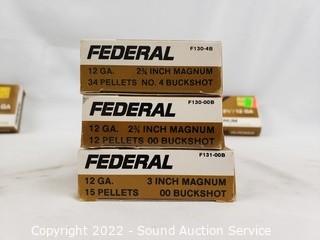 F130-4B
FEDERAL
12 GA. 2¾ INCH MAGNUM
34 PELLETS NO. 4 BUCKSHOT
F130-00B
FEDERAL
12 GA. 2¾ INCH MAGNUM
12 PELLETS 00 BUCKSHOT
F131-00B
FEDERAL
12 GA. 3 INCH MAGNUM
15 PELLETS 00 BUCKSHOT
Copyright 2022 - Sound Auction Service